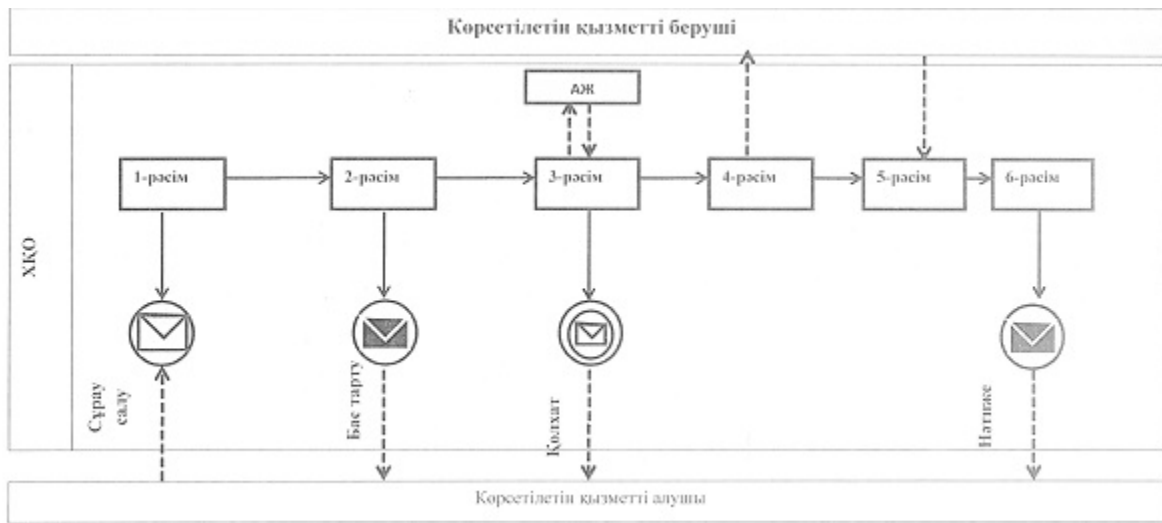 Көрсетілетін қызметті беруші
АЖ
1-рәсім
2-рәсім
3-рәсім
4-рәсім
5-рәсім
6-рәсім
ХҚО
Сұрау
салу
Бас тарту
Қолхат
Нәтиже
Көрсетілетін қызметті алушы